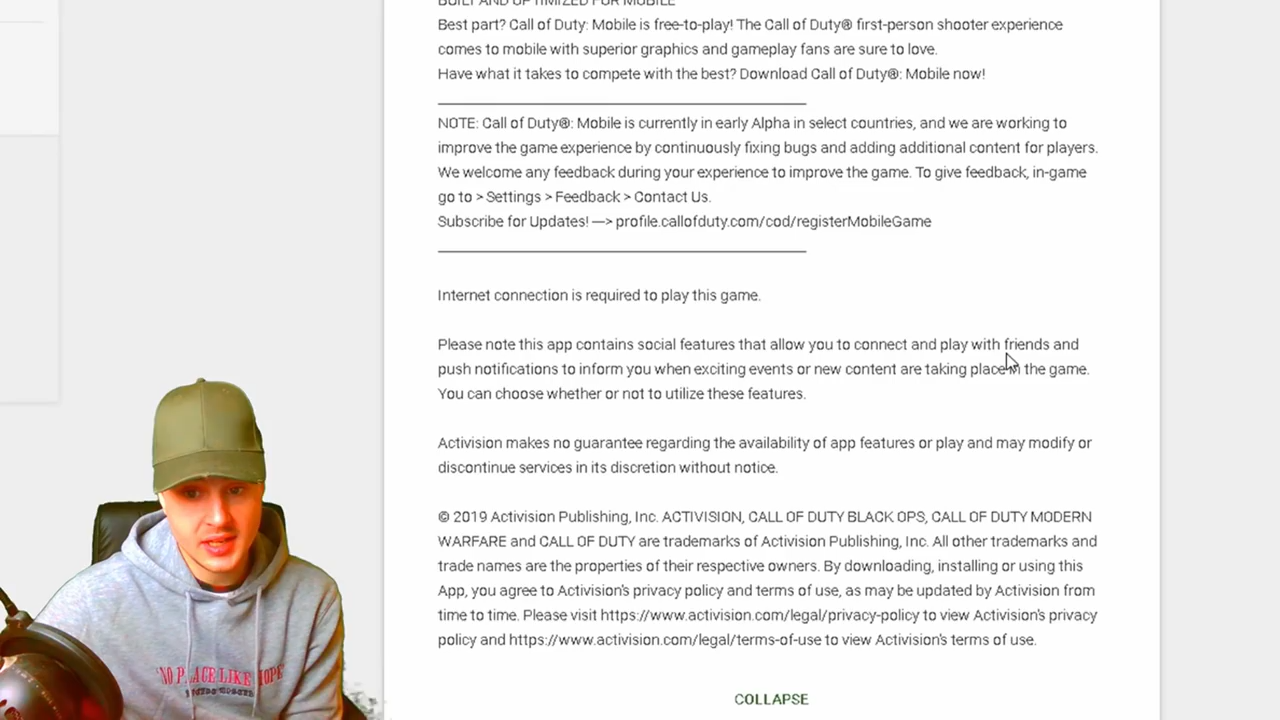 BUILT AND OPTIMIZED FOR MOBILE
Best part? Call of Duty: Mobile is free-to-play! The Call of Duty® first-person shooter experience
comes to mobile with superior graphics and gameplay fans are sure to love.
Have what it takes to compete with the best? Download Call of Duty®: Mobile now!
NOTE: Call of Duty®: Mobile is currently in early Alpha in select countries, and we are working to
improve the game experience by continuously fixing bugs and adding additional content for players.
We welcome any feedback during your experience to improve the game. To give feedback, in-game
go to > Settings > Feedback > Contact Us.
Subscribe for Updates! —> profile.callofduty.com/cod/registerMobileGame
Internet connection is required to play this game.
Please note this app contains social features that allow you to connect and play with friends and
push notifications to inform you when exciting events or new content are taking place in the game.
You can choose whether or not to utilize these features.
Activision makes no guarantee regarding the availability of app features or play and may modify or
discontinue services in its discretion without notice.
© 2019 Activision Publishing, Inc. ACTIVISION, CALL OF DUTY BLACK OPS, CALL OF DUTY MODERN
WARFARE and CALL OF DUTY are trademarks of Activision Publishing, Inc. All other trademarks and
trade names are the properties of their respective owners. By downloading, installing or using this
App, you agree to Activision's privacy policy and terms of use, as may be updated by Activision from
time to time. Please visit https://www.activision.com/legal/privacy-policy to view Activision's privacy
policy and https://www.activision.com/legal/terms-of-use to view Activision's terms of use.
COLLAPSE
"NO PLACE LIKE HOPE"